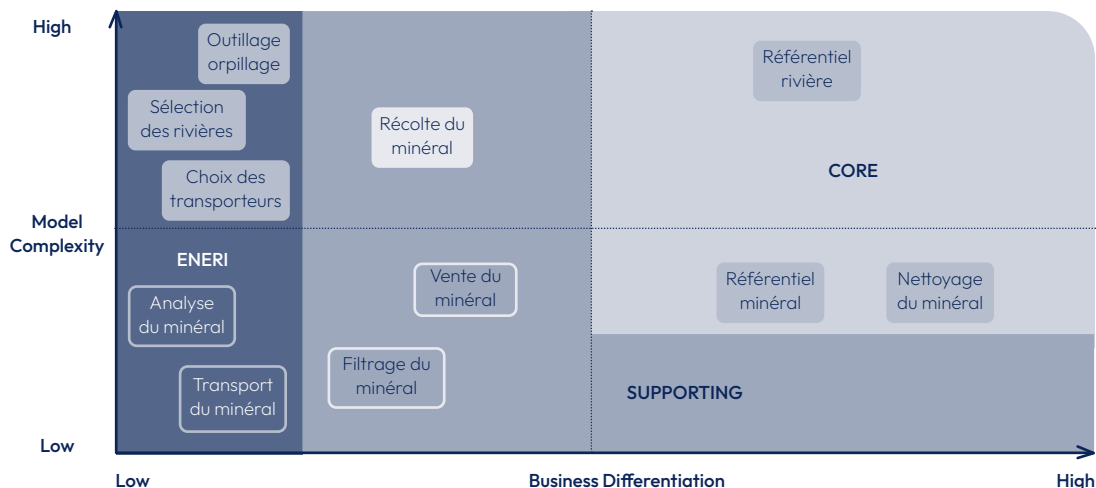 High
Outillage
orpillage
Référentiel
rivière
Sélection
des rivières
Récolte du
minéral
Choix des
transporteurs
CORE
Model
Complexity
ENERI
Vente du
minéral
Référentiel
minéral
Nettoyage
du minéral
Analyse
du minéral
Filtrage du
minéral
Transport
du minéral
SUPPORTING
Low
Low
Business Differentiation
High